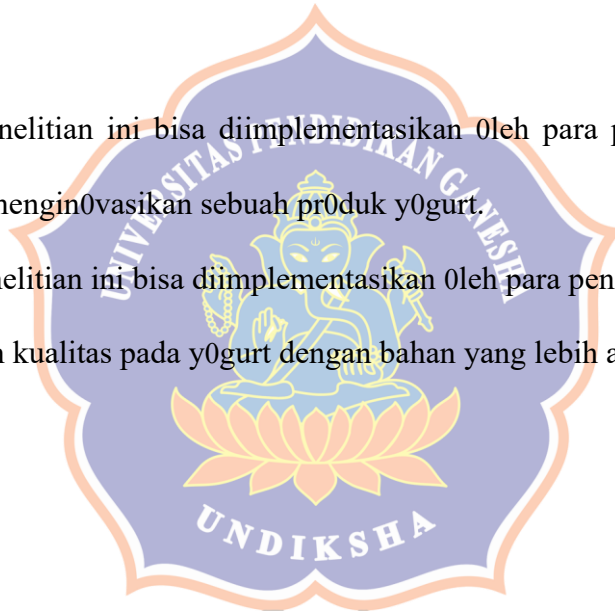 nelitian ini bisa diimplementasikan 0leh para p
mengin0vasikan sebuah pr0duk y0gurt.
nelitian ini bisa diimplementasikan 0leh para pen
n kualitas pada y0gurt dengan bahan yang lebih a
UNIVERSITAS PENDIDIKAN GANESHA
UNDIKSHA